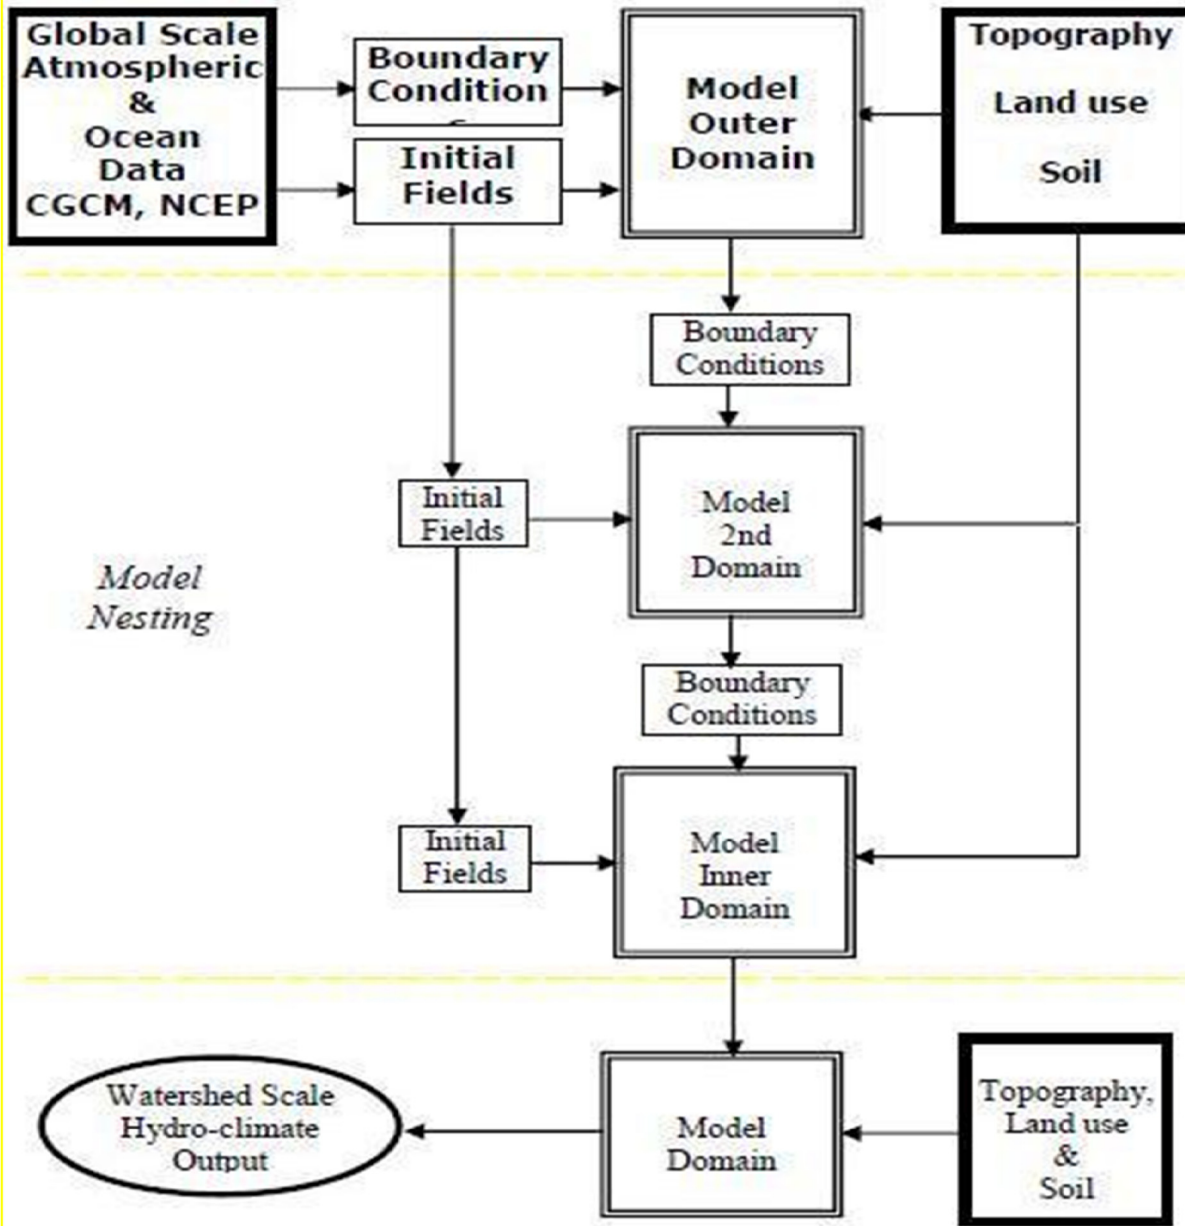 Global Scale
Atmospheric
&
Ocean
Data
CGCM, NCEP
Boundary
Condition
Initial
Fields
Model
Outer
Domain
Topography
Land use
Soil
Boundary
Conditions
Initial
Fields
Model
2nd
Domain
Model
Nesting
Boundary
Conditions
Initial
Fields
Model
Inner
Domain
Watershed Scale
Hydro-climate
Output
Model
Domain
Topography,
Land use
&
Soil